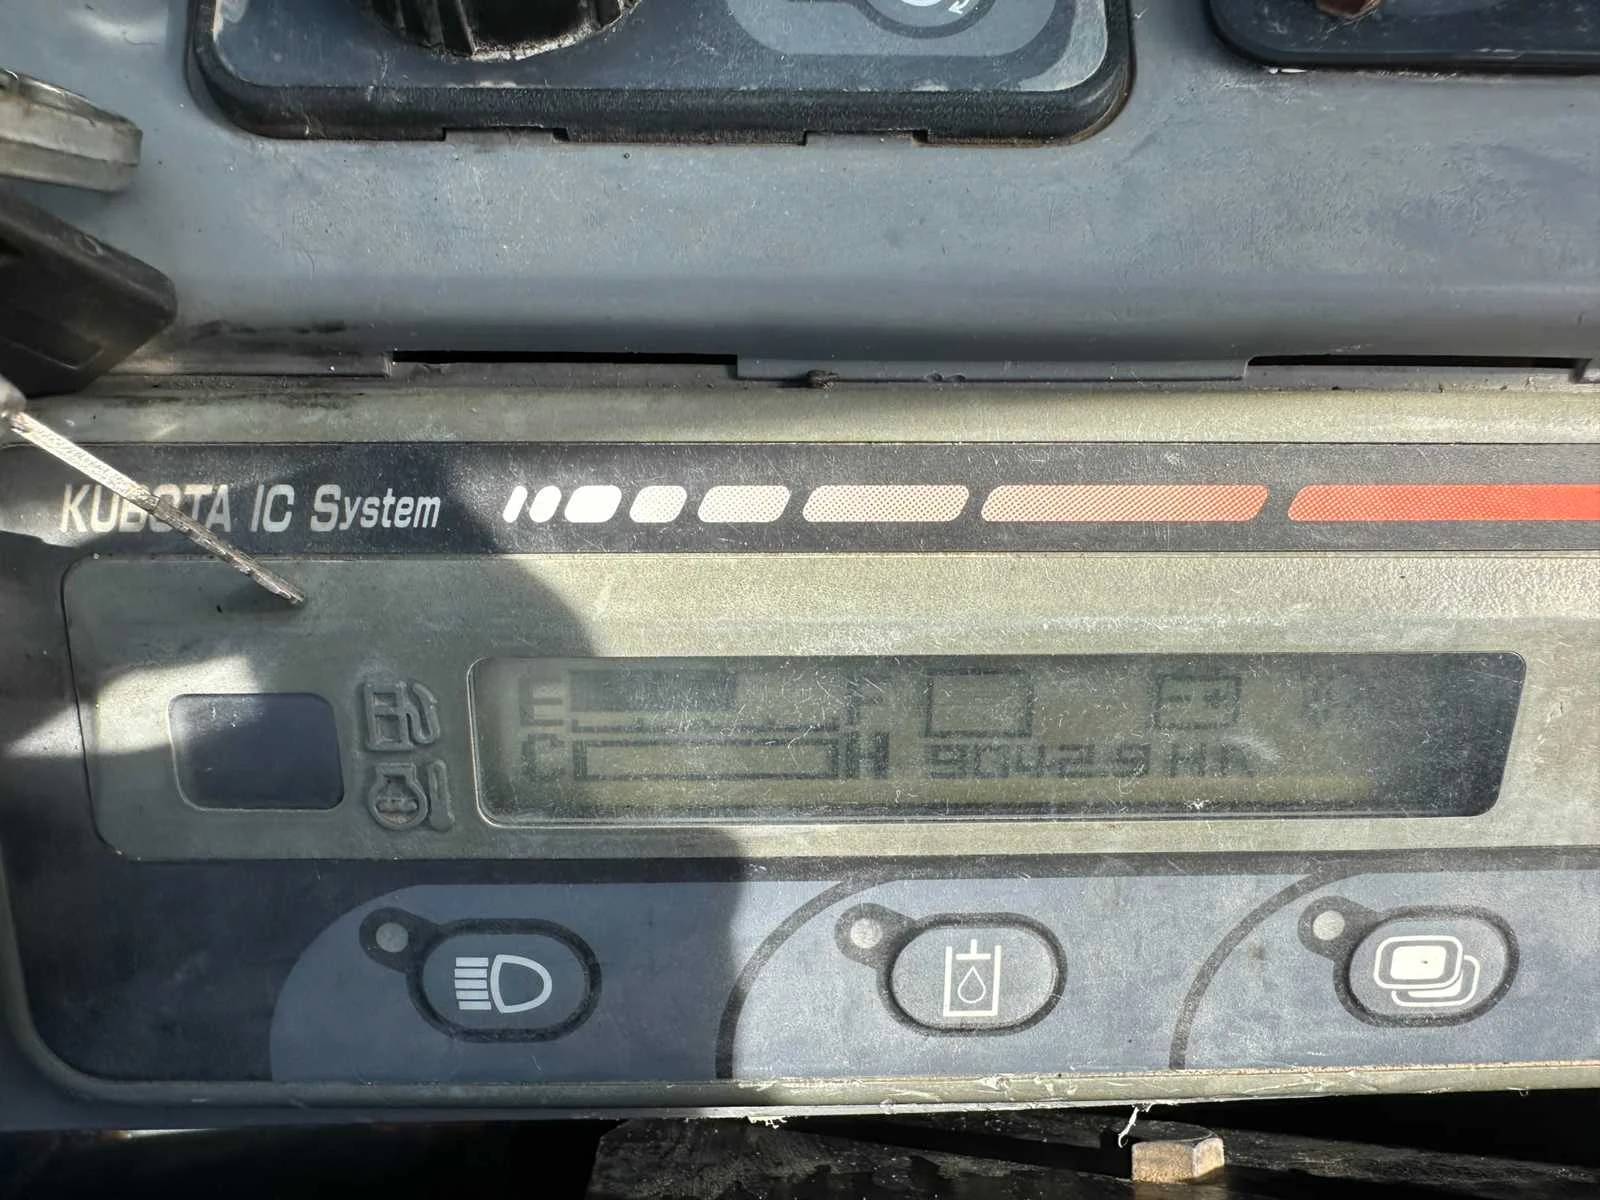 KUBOTA IC System
E F
C H 9042.9 HR